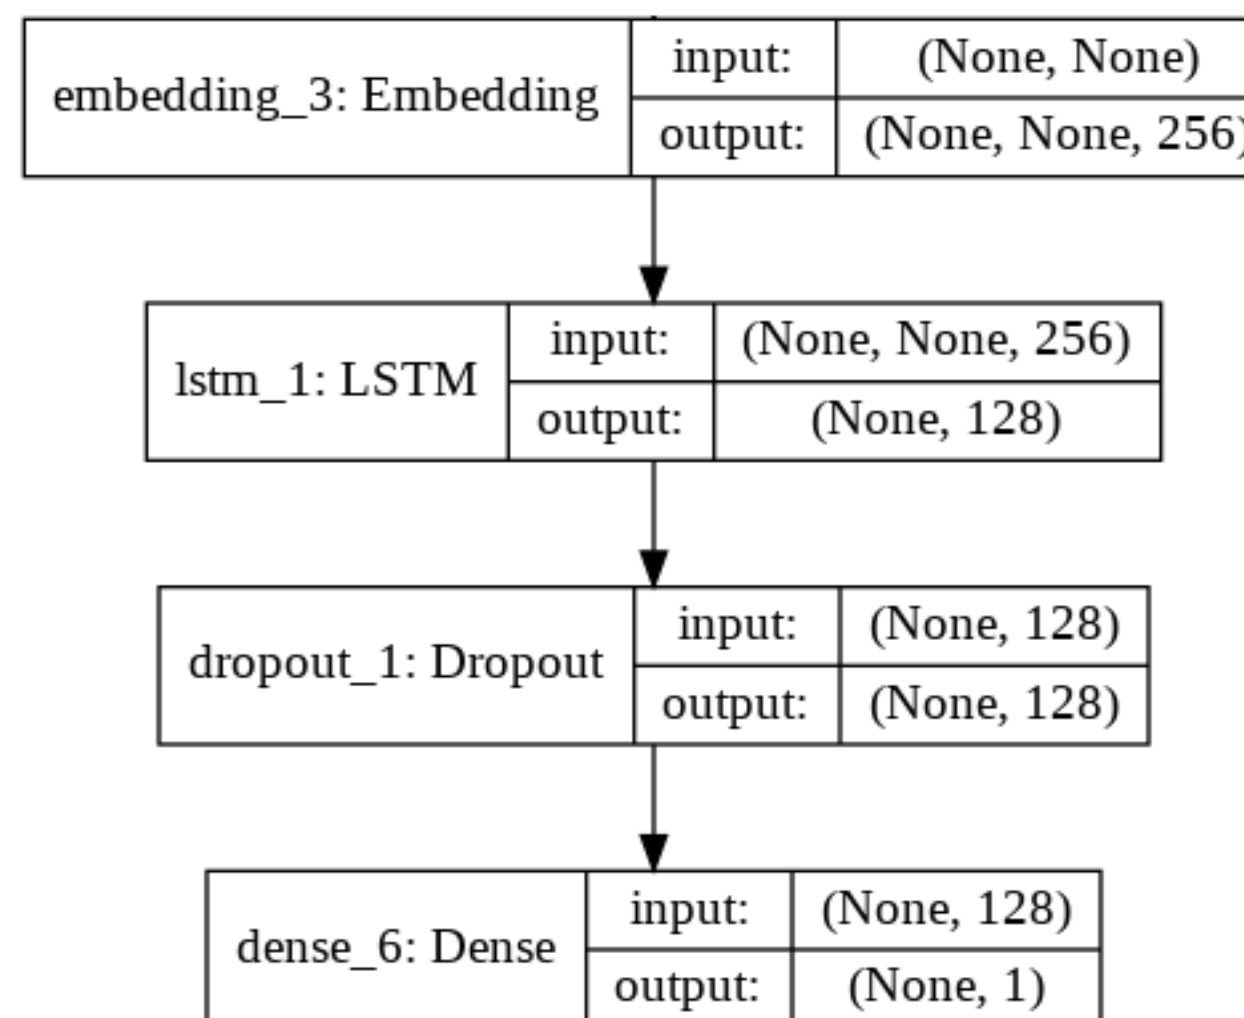 embedding_3: Embedding
input:
(None, None)
output:
(None, None, 256)
lstm_1: LSTM
input:
(None, None, 256)
output:
(None, 128)
dropout_1: Dropout
input:
(None, 128)
output:
(None, 128)
dense_6: Dense
input:
(None, 128)
output:
(None, 1)